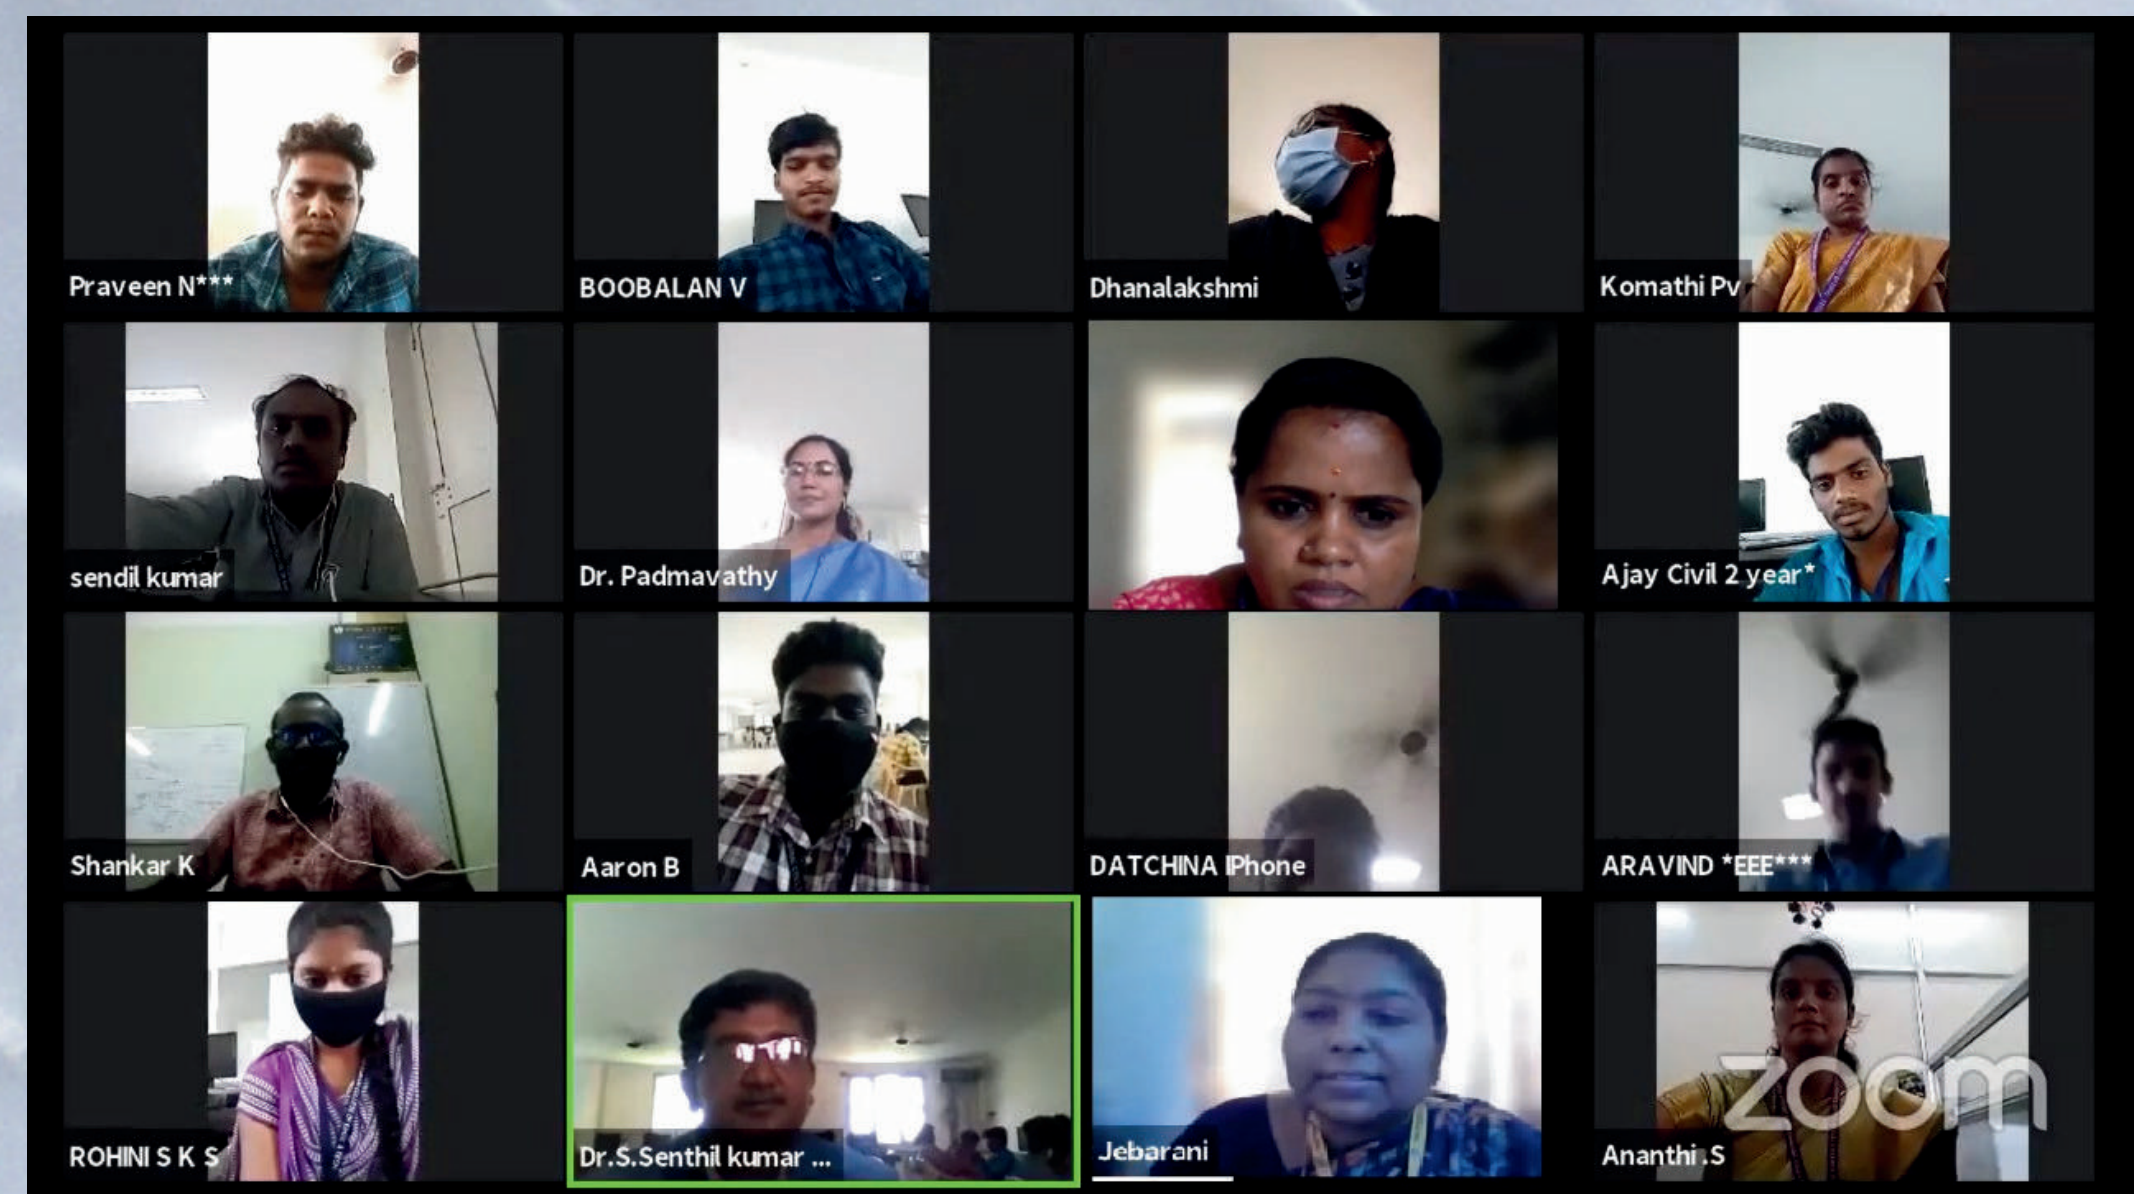 Praveen N***
BOOBALAN V
Dhanalakshmi
Komathi Pv
sendil kumar
Dr. Padmavathy
Ajay Civil 2 year*
Shankar K
Aaron B
DATCHINA IPhone
ARAVIND *EEE***
ROHINI S K S
Dr.S.Senthil kumar ...
Jebarani
Ananthi .S
zoom